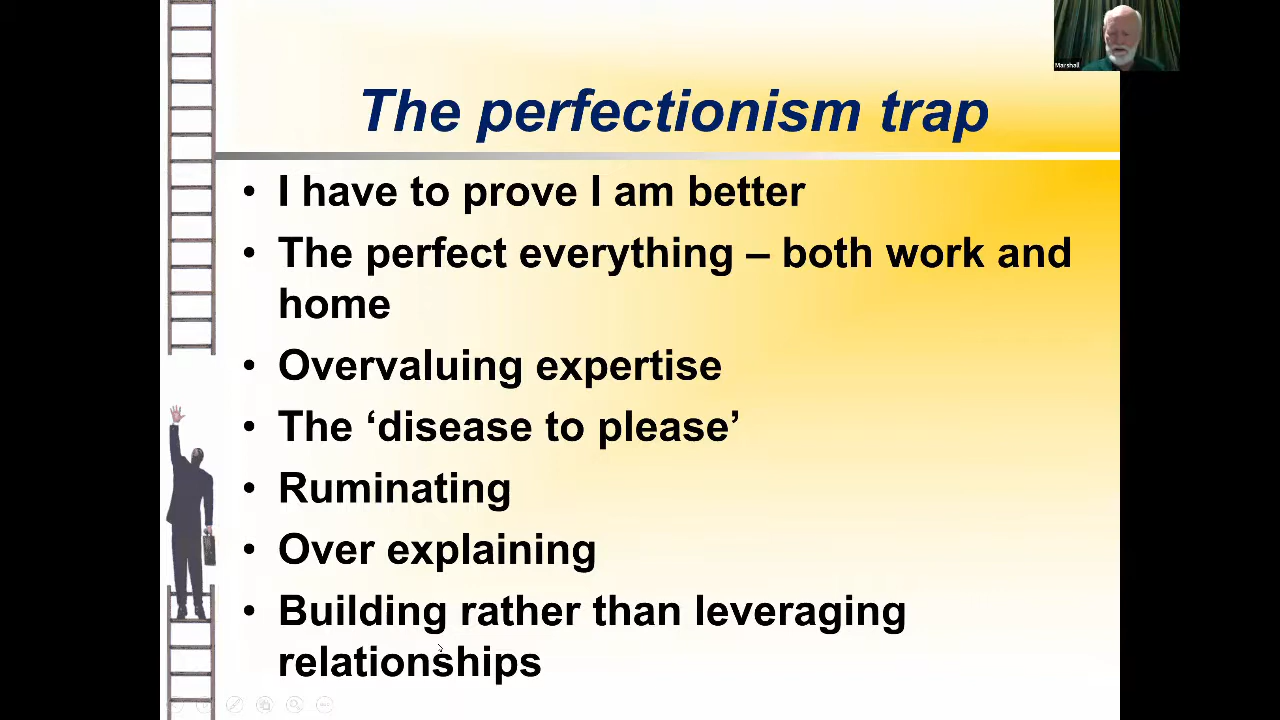 Marshall
The perfectionism trap
• I have to prove I am better
• The perfect everything – both work and
home
• Overvaluing expertise
• The ‘disease to please’
• Ruminating
• Over explaining
• Building rather than leveraging
relationships